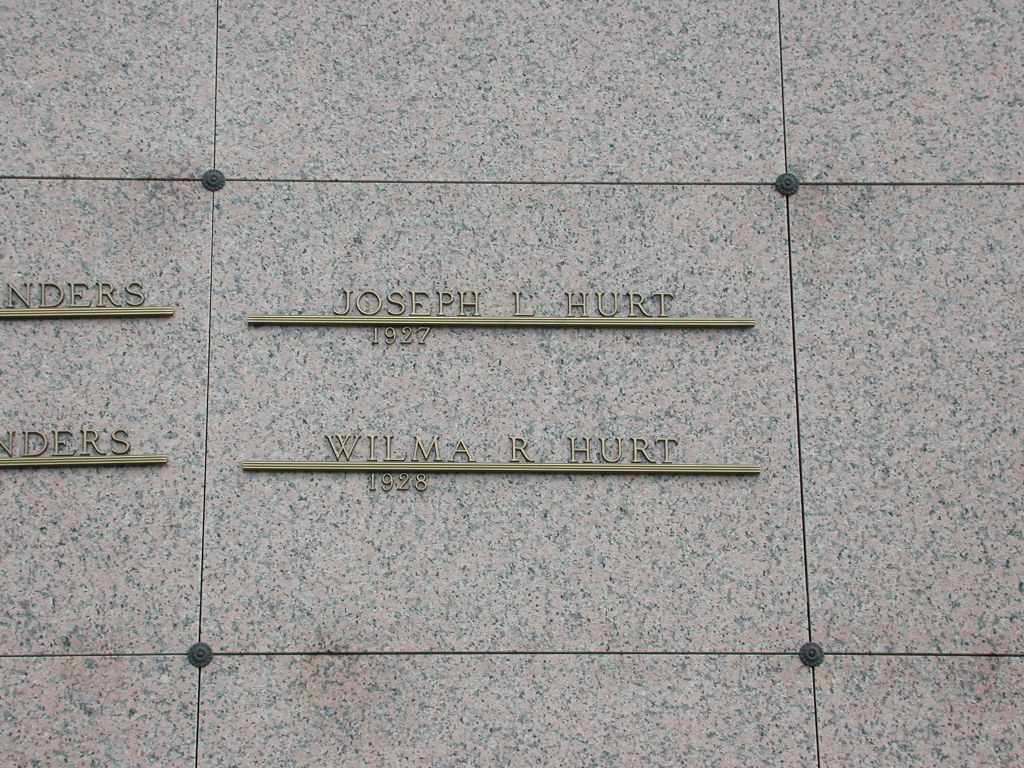 NDERS
JOSEPH L HURT
1927
NDERS
WILMA R HURT
1928